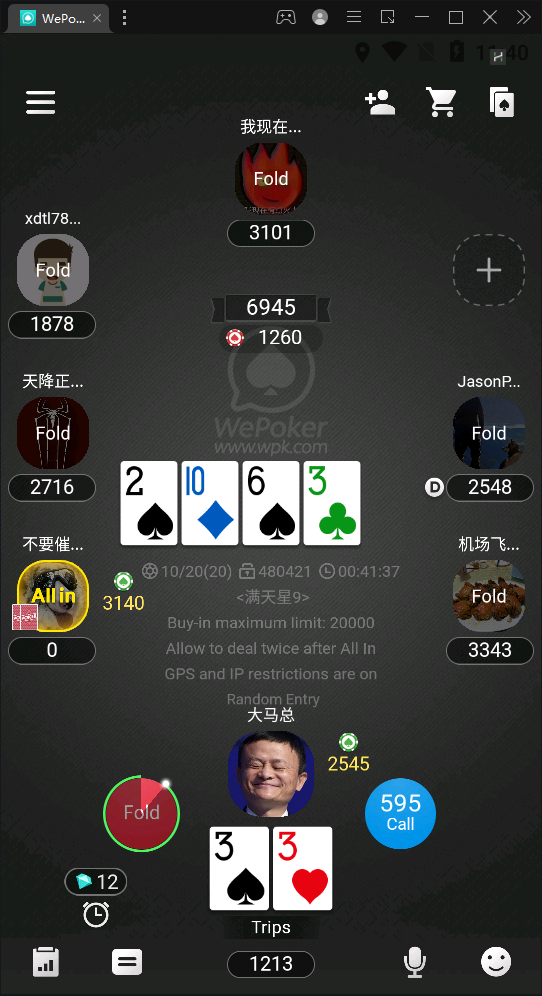 WePo...
11:40
我现在...
Fold
3101
xdtl78...
Fold
1878
6945
1260
WePoker
www.wpk.com
天降正...
Fold
2716
JasonP...
Fold
D
2548
2
10
6
3
不要催...
All in
3140
0
10/20(20) 480421 00:41:37
<满天星9>
Buy-in maximum limit: 20000
Allow to deal twice after All In
GPS and IP restrictions are on
Random Entry
机场飞...
Fold
3343
大马总
2545
Fold
595
Call
3
3
12
Trips
1213